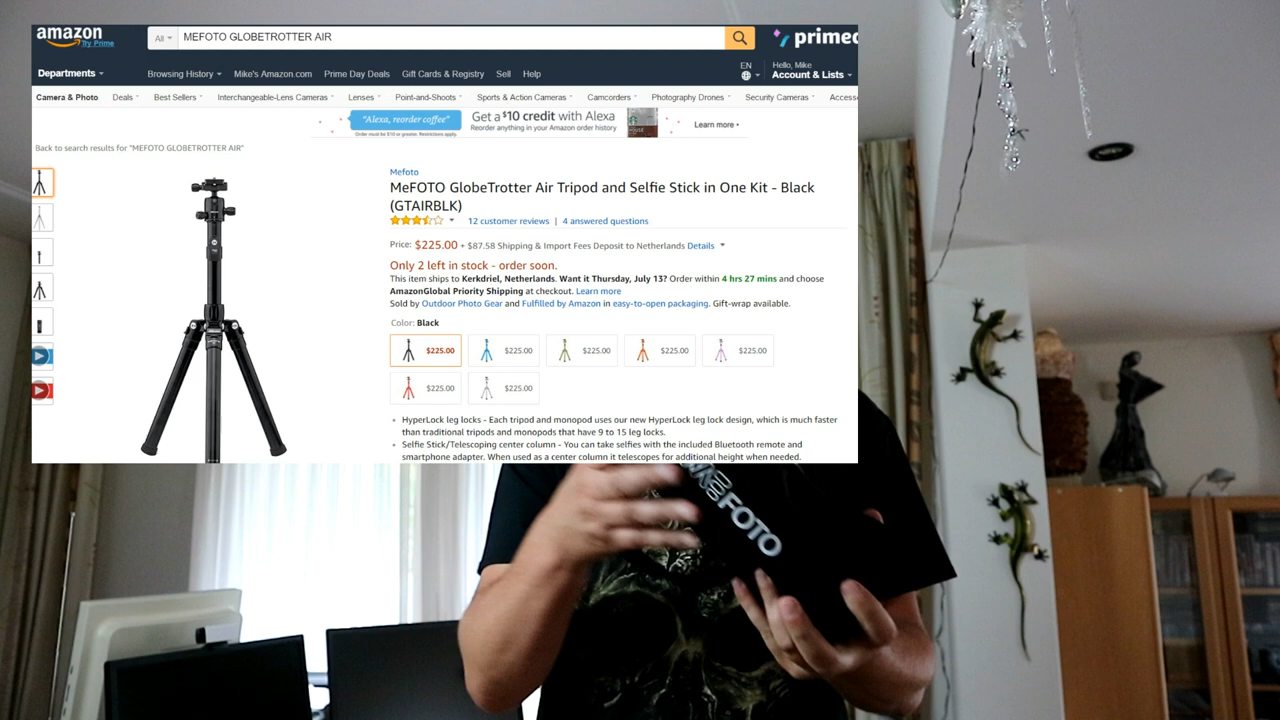 amazon
Try Prime
All
MEFOTO GLOBETROTTER AIR
Departments
Browsing History
Mike's Amazon.com
Prime Day Deals
Gift Cards & Registry
Sell
Help
EN
Hello, Mike
Account & Lists
Camera & Photo
Deals
Best Sellers
Interchangeable-Lens Cameras
Lenses
Point-and-Shoots
Sports & Action Cameras
Camcorders
Photography Drones
Security Cameras
"Alexa, reorder coffee"
Order must be $10 or greater. Restrictions apply.
Get a $10 credit with Alexa
Reorder anything in your Amazon order history
Learn more
Back to search results for "MEFOTO GLOBETROTTER AIR"
Mefoto
MeFOTO GlobeTrotter Air Tripod and Selfie Stick in One Kit - Black
(GTAIRBLK)
12 customer reviews | 4 answered questions
Price: $225.00 + $87.58 Shipping & Import Fees Deposit to Netherlands Details
Only 2 left in stock - order soon.
This item ships to Kerkdriel, Netherlands. Want it Thursday, July 13? Order within 4 hrs 27 mins and choose
AmazonGlobal Priority Shipping at checkout. Learn more
Sold by Outdoor Photo Gear and Fulfilled by Amazon in easy-to-open packaging. Gift-wrap available.
Color: Black
$225.00 $225.00 $225.00 $225.00 $225.00
$225.00 $225.00
HyperLock leg locks - Each tripod and monopod uses our new HyperLock leg lock design, which is much faster
than traditional tripods and monopods that have 9 to 15 leg locks.
Selfie Stick/Telescoping center column - You can take selfies with the included Bluetooth remote and
smartphone adapter. When used as a center column it telescopes for additional height when needed.
MeFOTO